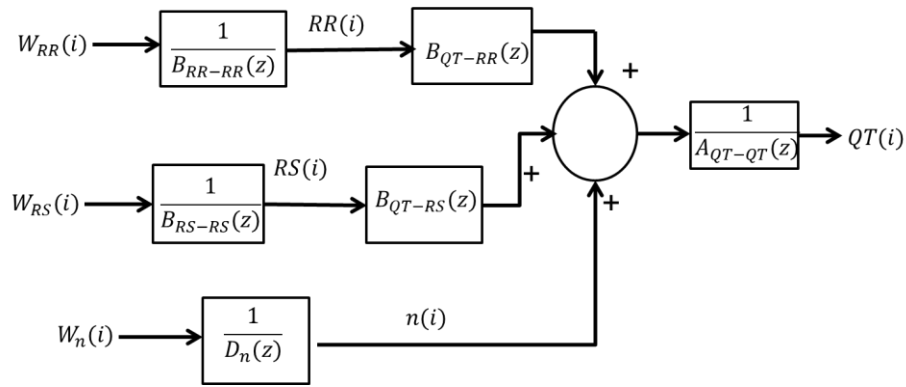 W_RR(i)
1
B_RR−RR(z)
RR(i)
B_QT−RR(z)
+
W_RS(i)
1
B_RS−RS(z)
RS(i)
B_QT−RS(z)
+
1
A_QT−QT(z)
QT(i)
W_n(i)
1
D_n(z)
n(i)
+